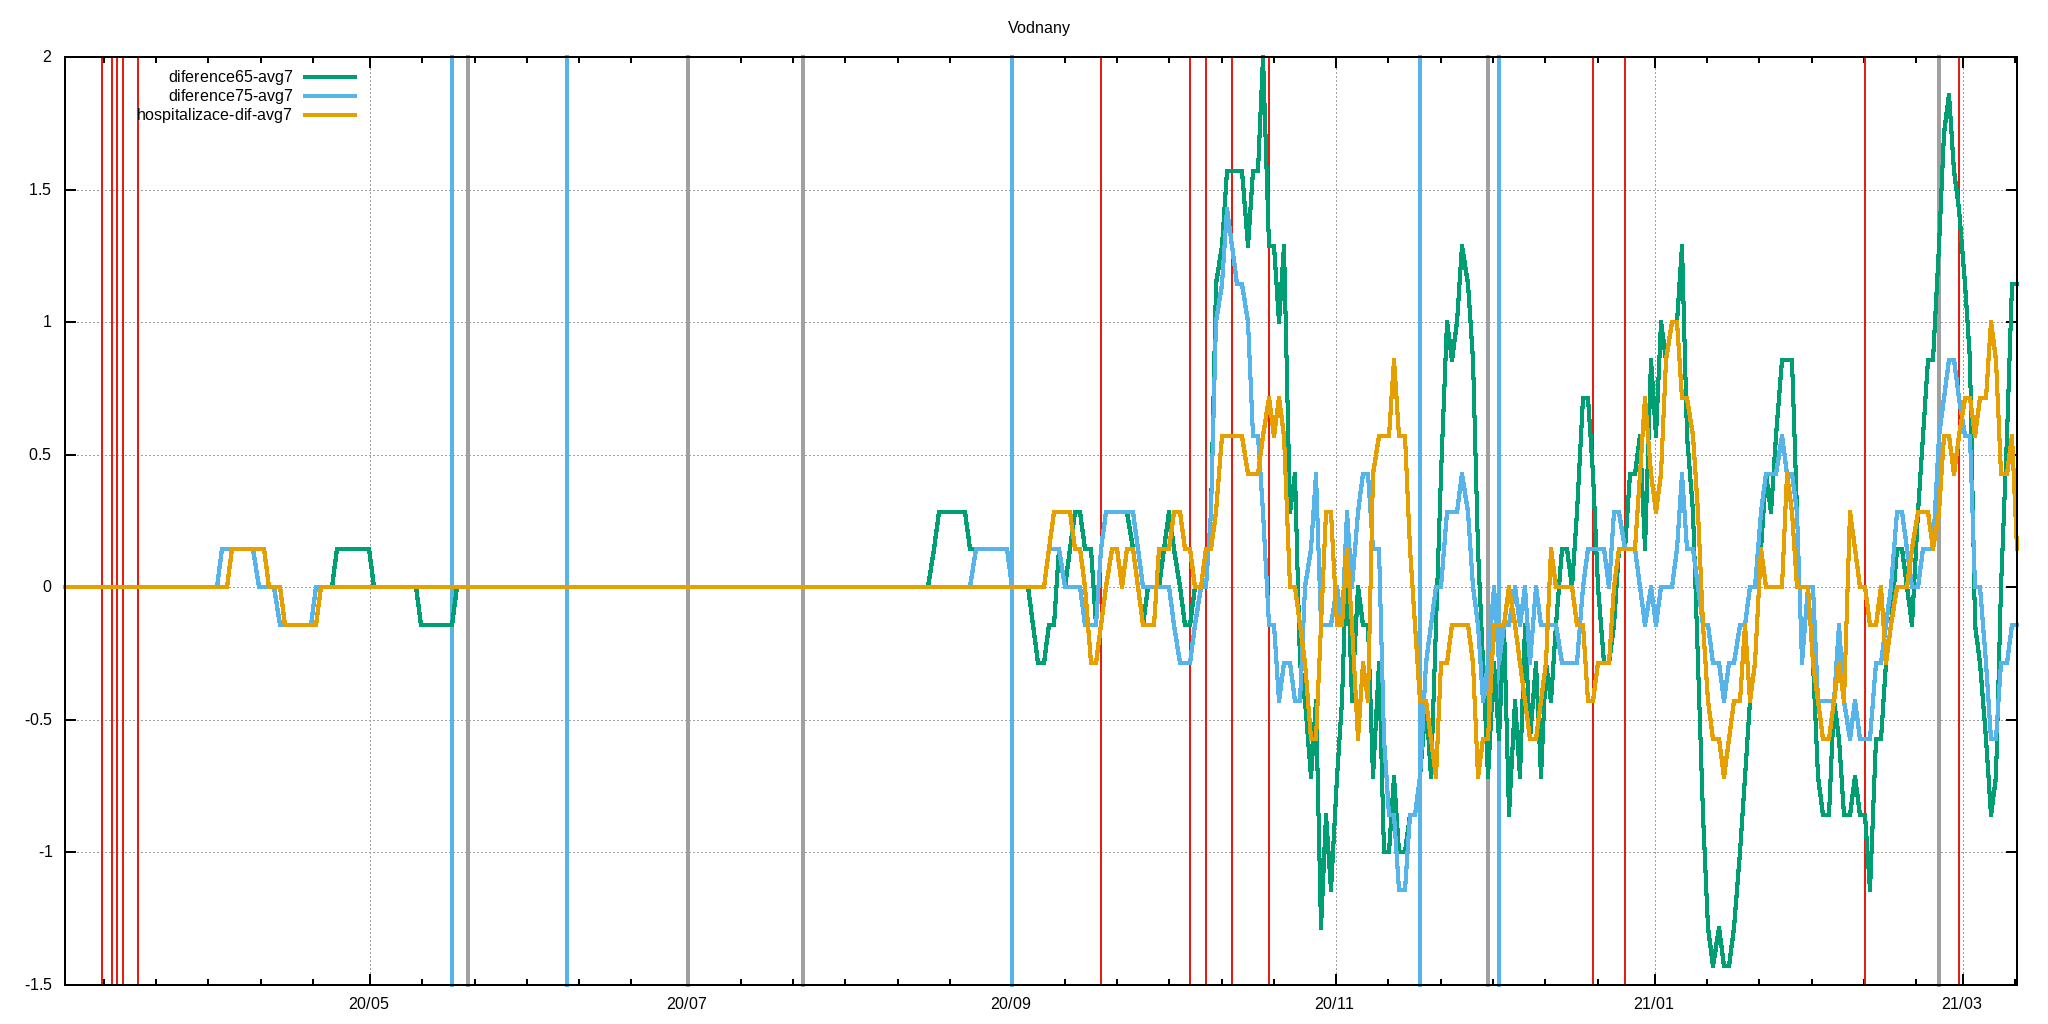 Vodnany
diference65-avg7
diference75-avg7
hospitalizace-dif-avg7
2
1.5
1
0.5
0
-0.5
-1
-1.5
20/05 20/07 20/09 20/11 21/01 21/03